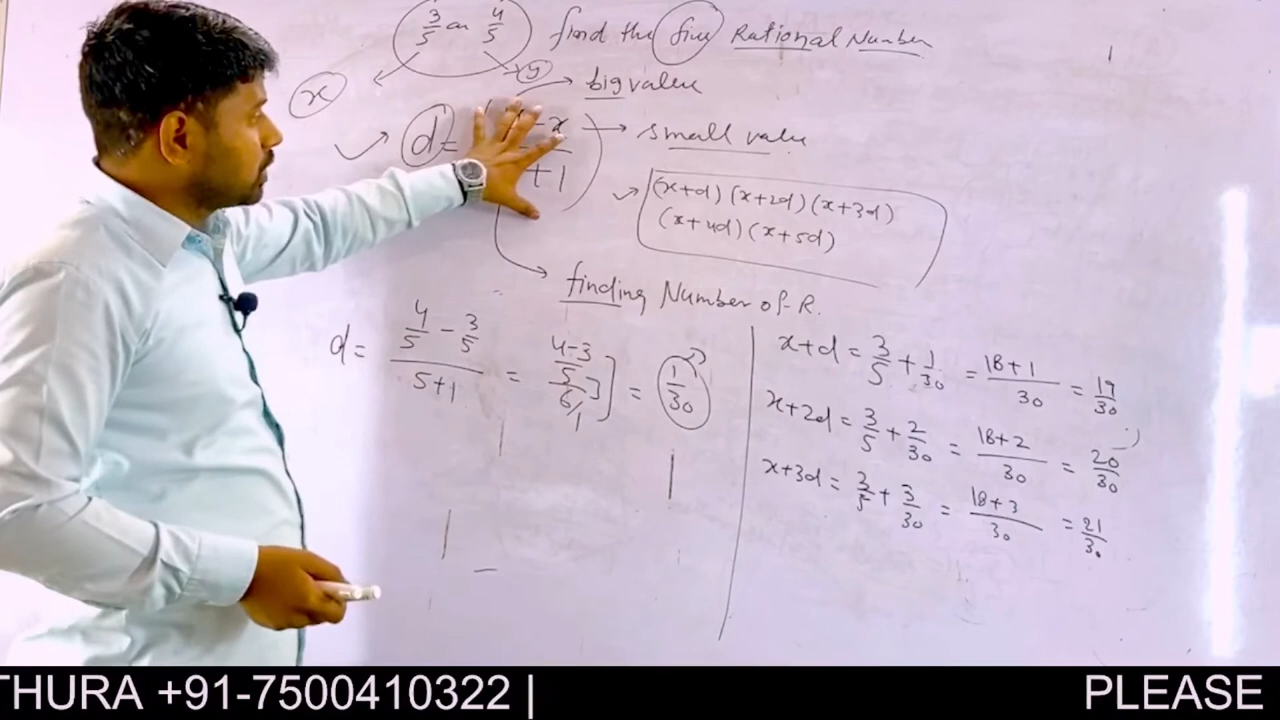 3/5 an 4/5 find the five Rational Number
x y → big value
d = - x → small value
+ 1
(x+d) (x+2d) (x+3d)
(x+4d) (x+5d)
finding Number of R.
d = 4/5 - 3/5 / 5+1 = 4-3/5 / 6/1 = 1/30
x+d = 3/5 + 1/30 = 18+1/30 = 19/30
x+2d = 3/5 + 2/30 = 18+2/30 = 20/30
x+3d = 3/5 + 3/30 = 18+3/30 = 21/30
THURA +91-7500410322 | PLEASE